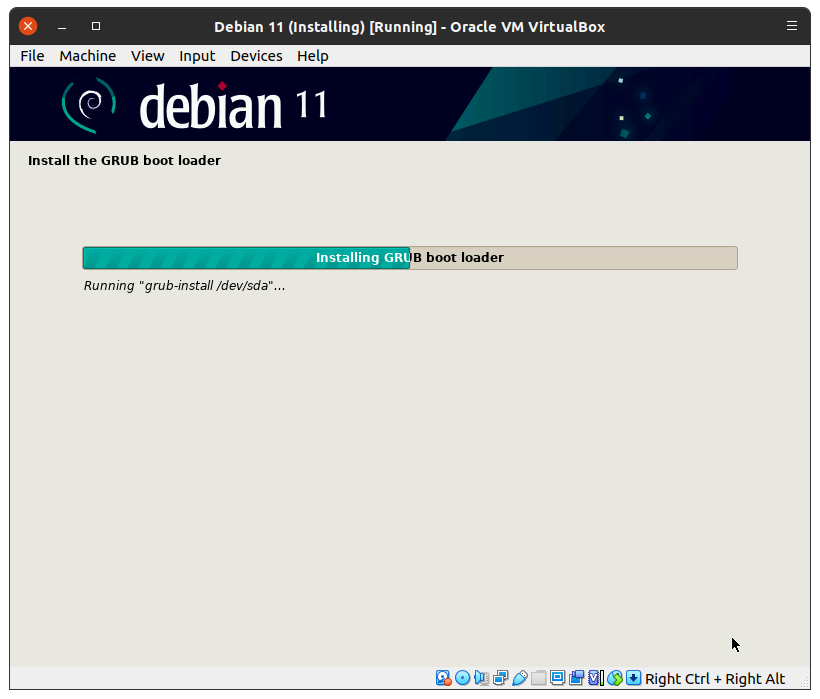 Debian 11 (Installing) [Running] - Oracle VM VirtualBox
File Machine View Input Devices Help
debian 11
Install the GRUB boot loader
Installing GRUB boot loader
Running "grub-install /dev/sda"...
Right Ctrl + Right Alt